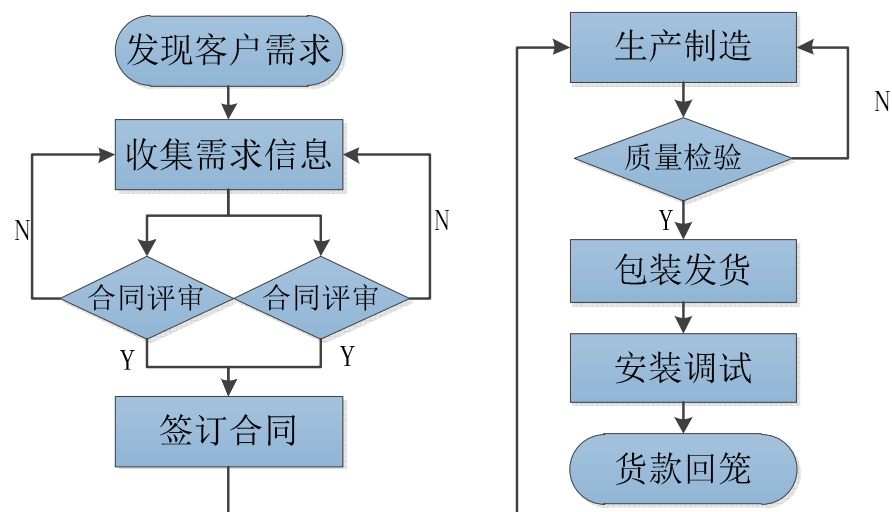 发现客户需求
收集需求信息
N
N
合同评审
合同评审
Y
Y
签订合同
生产制造
N
质量检验
Y
包装发货
安装调试
货款回笼